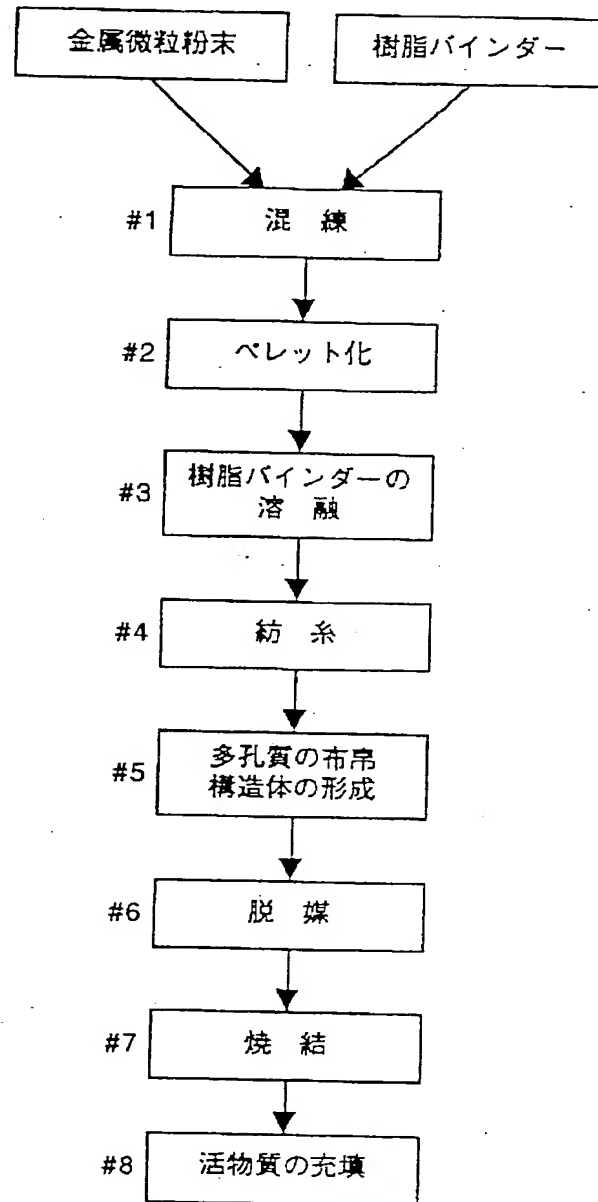 金属微粒粉末
樹脂バインダー
#1 混 練
#2 ペレット化
#3 樹脂バインダーの
溶 融
#4 紡 糸
#5 多孔質の布帛
構造体の形成
#6 脱 媒
#7 焼 結
#8 活物質の充填